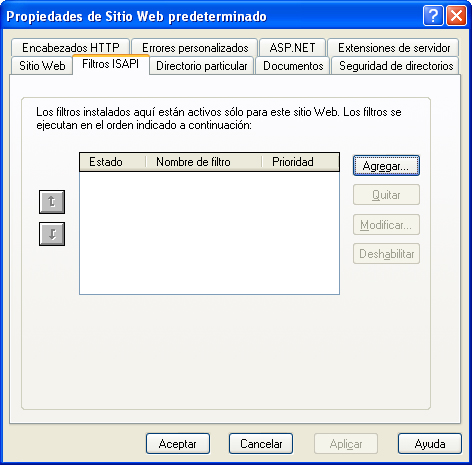 Propiedades de Sitio Web predeterminado
Encabezados HTTP
Errores personalizados
ASP.NET
Extensiones de servidor
Sitio Web
Filtros ISAPI
Directorio particular
Documentos
Seguridad de directorios
Los filtros instalados aquí están activos sólo para este sitio Web. Los filtros se
ejecutan en el orden indicado a continuación:
Estado
Nombre de filtro
Prioridad
Agregar...
Quitar
Modificar...
Deshabilitar
Aceptar
Cancelar
Aplicar
Ayuda